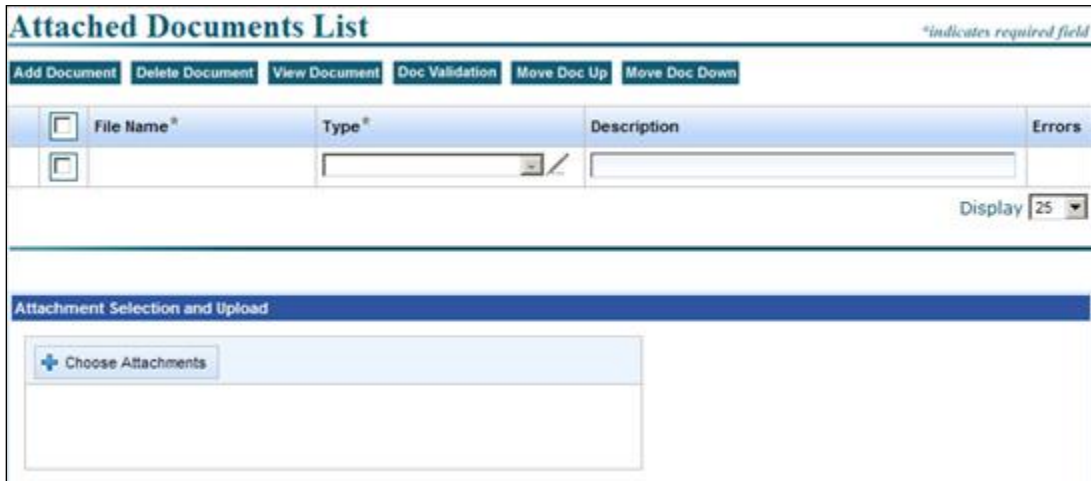 Attached Documents List
*indicates required field
Add Document Delete Document View Document Doc Validation Move Doc Up Move Doc Down
File Name* Type* Description Errors
Display 25
Attachment Selection and Upload
Choose Attachments